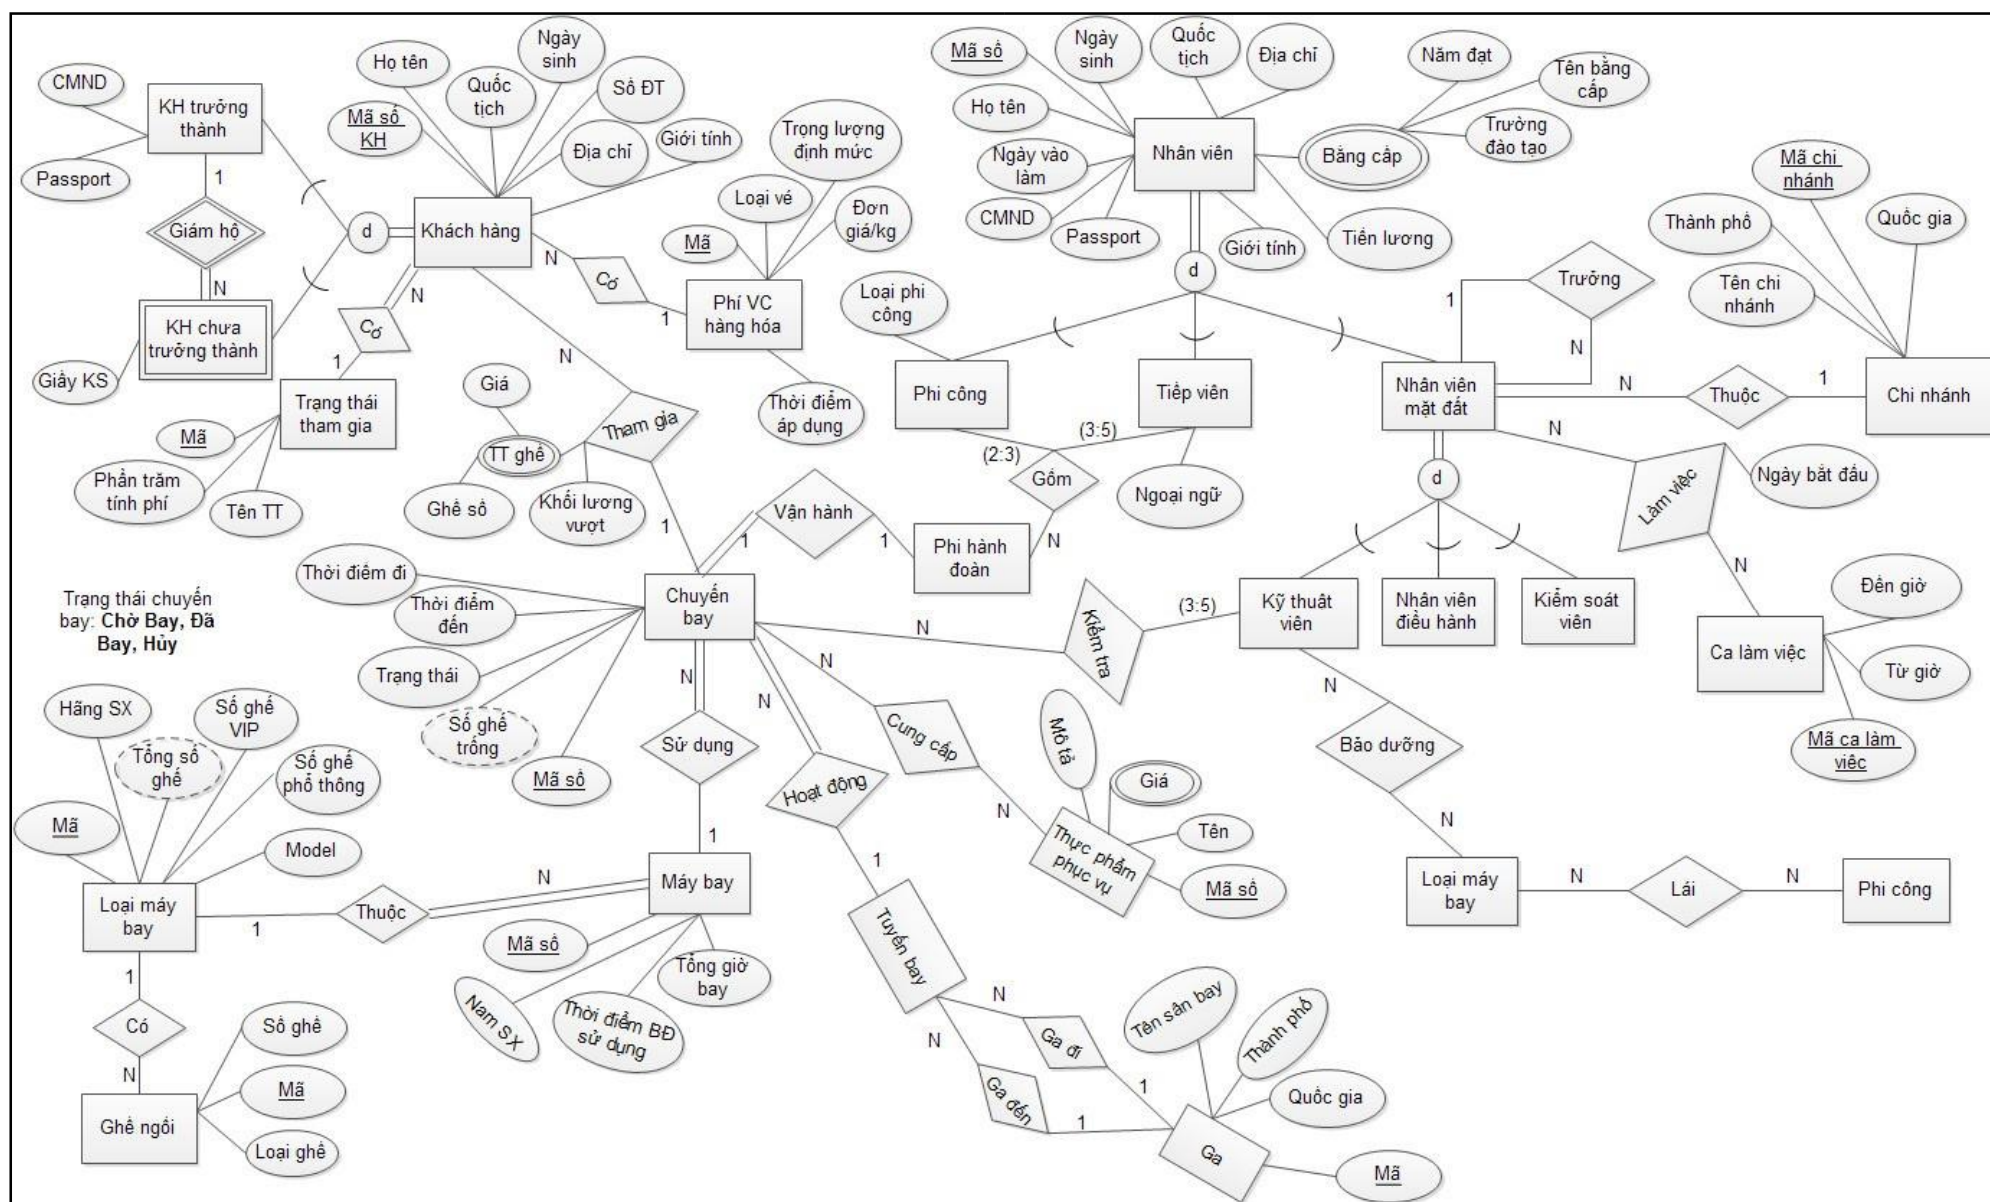 CMND
KH trưởng
thành
Passport
1
Giám hộ
N
KH chưa
trưởng thành
Giấy KS
Họ tên
Quốc
tịch
Ngày
sinh
Số ĐT
Mã số
KH
Địa chỉ
Giới tính
d
Khách hàng
N
Có
1
Trạng thái
tham gia
Mã
Phần trăm
tính phí
Tên TT
N
Có
1
Trọng lượng
định mức
Loại vé
Đơn
giá/kg
Mã
Phí VC
hàng hóa
Thời điểm
áp dụng
N
Tham gia
1
Giá
TT ghế
Ghế số
Khối lương
vượt
Mã số
Ngày
sinh
Quốc
tịch
Địa chỉ
Họ tên
Nhân viên
Ngày vào
làm
CMND
Passport
Giới tính
Tiền lương
Bằng cấp
Năm đạt
Tên bằng
cấp
Trường
đào tạo
d
Loại phi
công
Phi công
Tiếp viên
Nhân viên
mặt đất
Ngoại ngữ
(2:3)
(3:5)
Gồm
N
Phi hành
đoàn
1
Vận hành
1
1
Trưởng
N
N
Thuộc
1
Chi nhánh
Mã chi
nhánh
Thành phố
Quốc gia
Tên chi
nhánh
N
Làm việc
Ngày bắt đầu
N
Ca làm việc
Đến giờ
Từ giờ
Mã ca làm
việc
d
Kỹ thuật
viên
Nhân viên
điều hành
Kiểm soát
viên
(3:5)
Kiểm tra
N
N
Bảo dưỡng
N
Loại máy
bay
N
Lái
N
Phi công
Chuyến
bay
Thời điểm đi
Thời điểm
đến
Trạng thái
Số ghế
trống
Mã số
Trạng thái chuyến
bay: Chờ Bay, Đã
Bay, Hủy
N
Sử dụng
1
Máy bay
N
Hoạt động
1
Tuyến bay
N
Cung cấp
N
Thực phẩm
phục vụ
Mô tả
Giá
Tên
Mã số
Hãng SX
Tổng số
ghế
Số ghế
VIP
Số ghế
phổ thông
Mã
Model
Loại máy
bay
1
Thuộc
N
Mã số
Nam SX
Thời điểm BĐ
sử dụng
Tổng giờ
bay
1
Có
N
Ghế ngồi
Số ghế
Mã
Loại ghế
N
Ga đi
1
N
Ga đến
1
Ga
Tên sân bay
Thành phố
Quốc gia
Mã